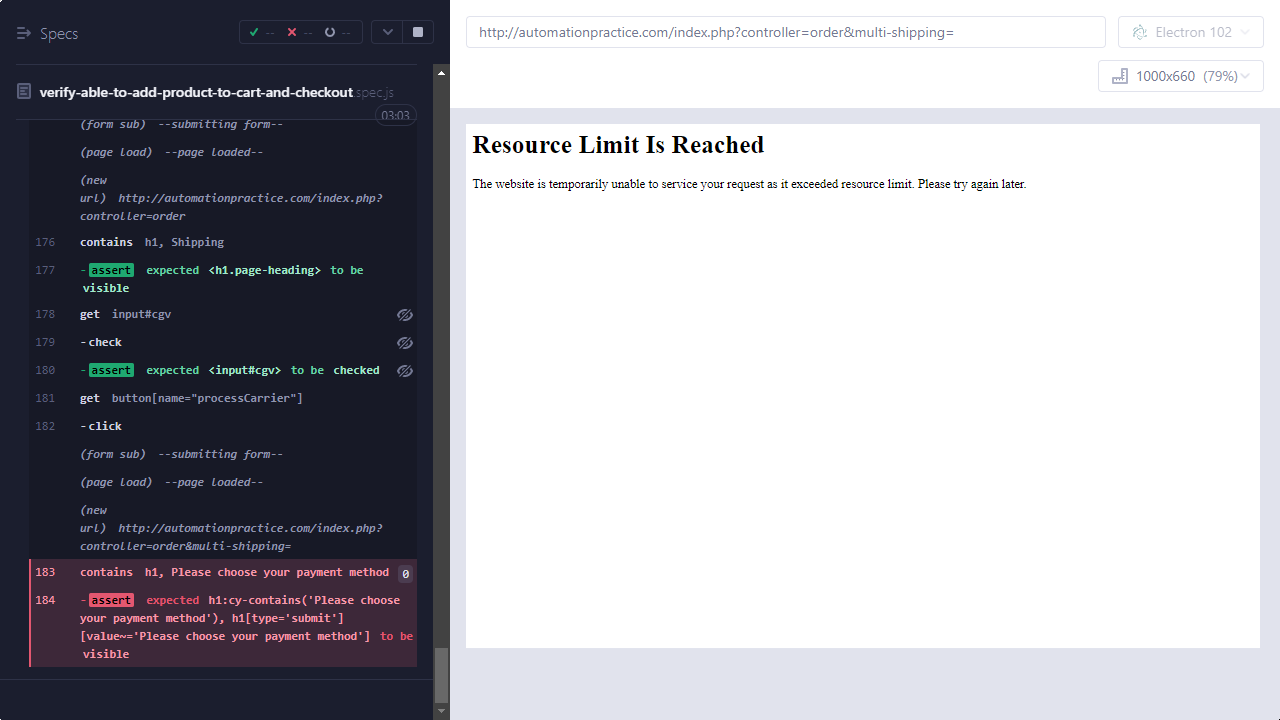 Specs
-- -- --
verify-able-to-add-product-to-cart-and-checkout.spec.js
03:03
(form sub) --submitting form--
(page load) --page loaded--
(new
url) http://automationpractice.com/index.php?
controller=order
176 contains h1, Shipping
177 -assert expected <h1.page-heading> to be
visible
178 get input#cgv
179 -check
180 -assert expected <input#cgv> to be checked
181 get button[name="processCarrier"]
182 -click
(form sub) --submitting form--
(page load) --page loaded--
(new
url) http://automationpractice.com/index.php?
controller=order&multi-shipping=
183 contains h1, Please choose your payment method 0
184 -assert expected h1:cy-contains('Please choose
your payment method'), h1[type='submit']
[value~='Please choose your payment method'] to be
visible
http://automationpractice.com/index.php?controller=order&multi-shipping=
Electron 102
1000x660 (79%)
Resource Limit Is Reached
The website is temporarily unable to service your request as it exceeded resource limit. Please try again later.